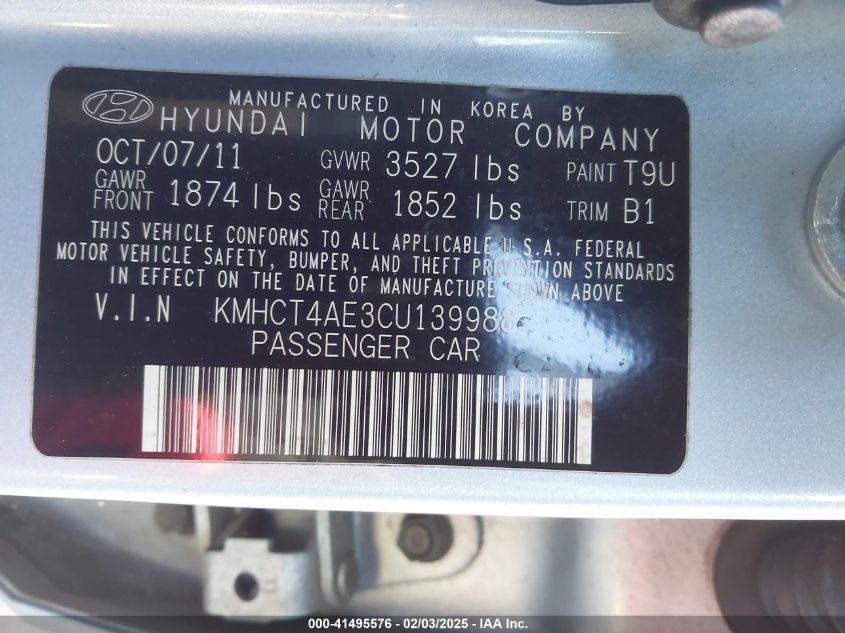 MANUFACTURED IN KOREA BY
HYUNDAI MOTOR COMPANY
OCT/07/11 GVWR 3527 lbs PAINT T9U
GAWR FRONT 1874 lbs GAWR REAR 1852 lbs TRIM B1
THIS VEHICLE CONFORMS TO ALL APPLICABLE U.S.A. FEDERAL
MOTOR VEHICLE SAFETY, BUMPER, AND THEFT PREVENTION STANDARDS
IN EFFECT ON THE DATE OF MANUFACTURE SHOWN ABOVE
V.I.N KMHCT4AE3CU139988
PASSENGER CAR
000-41495576 - 02/03/2025 - IAA Inc.